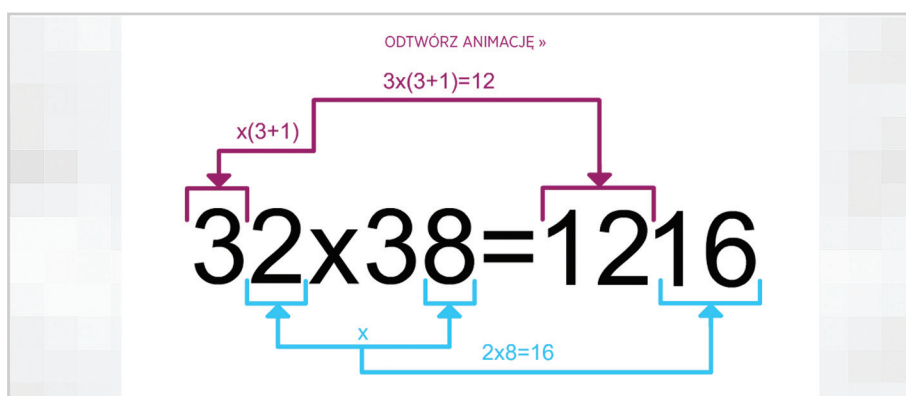 ODTWÓRZ ANIMACJĘ »
3x(3+1)=12
x(3+1)
32x38=1216
x
2x8=16